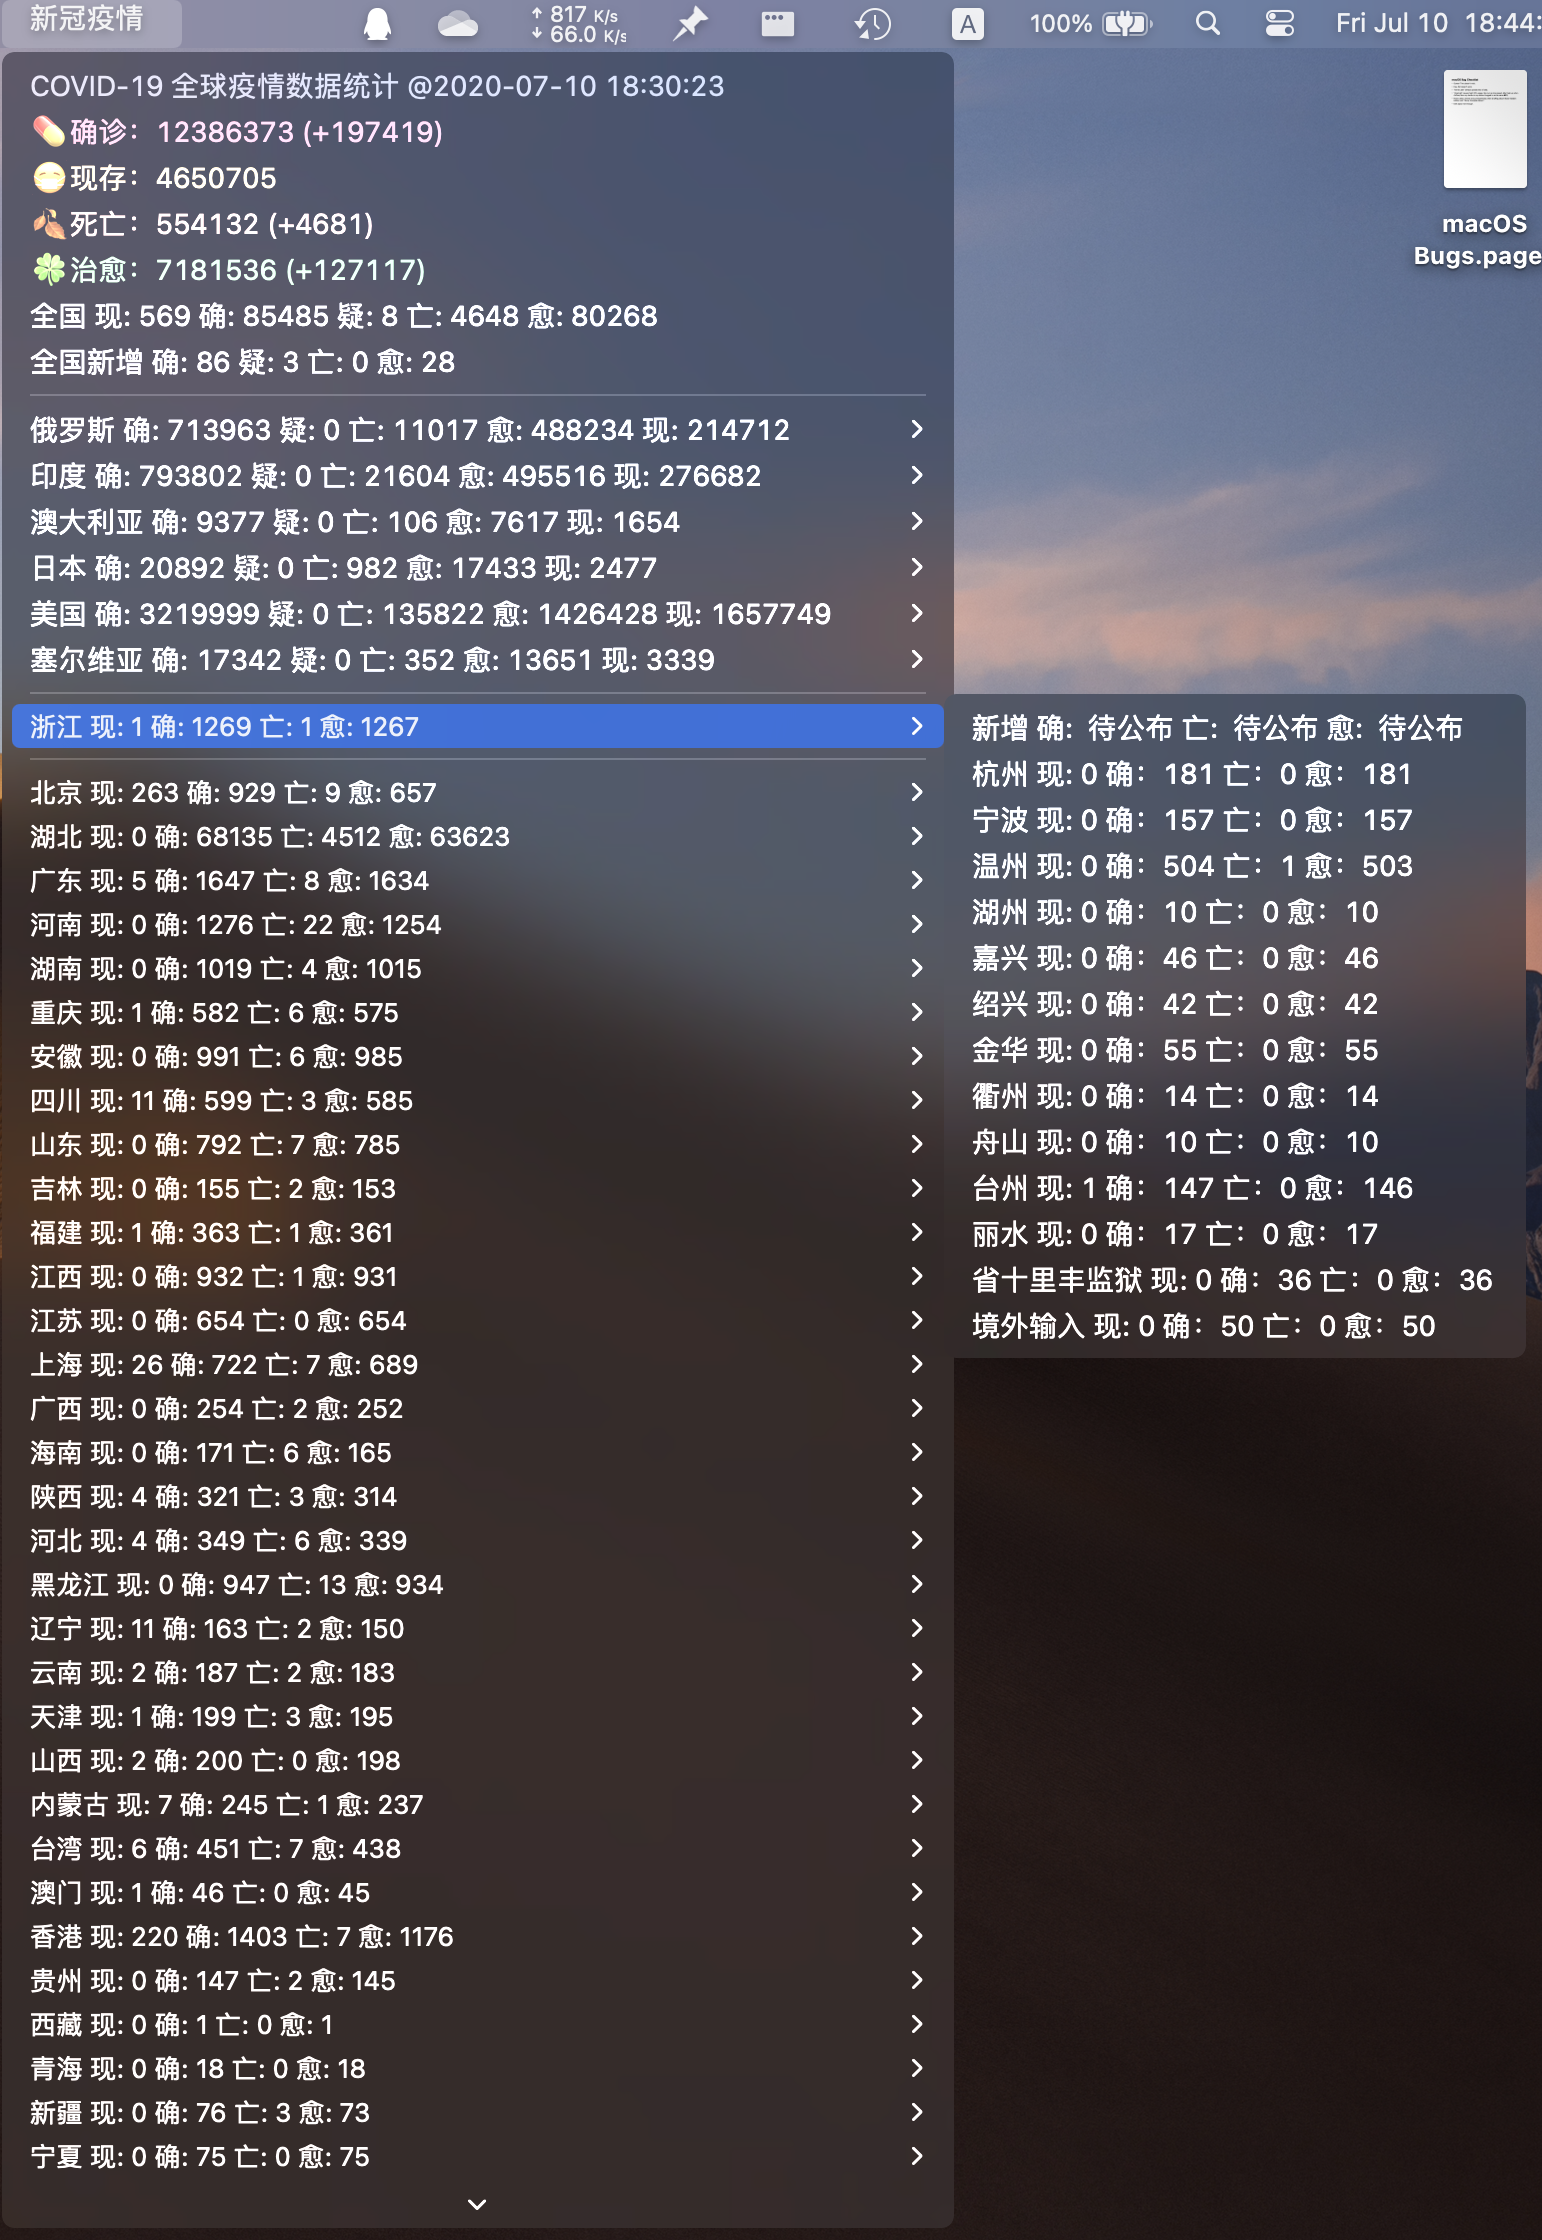 新冠疫情
817 K/s
66.0 K/s
A
100%
Fri Jul 10 18:44:
macOS
Bugs.page
COVID-19 全球疫情数据统计 @2020-07-10 18:30:23
确诊：12386373 (+197419)
现存：4650705
死亡：554132 (+4681)
治愈：7181536 (+127117)
全国 现: 569 确: 85485 疑: 8 亡: 4648 愈: 80268
全国新增 确: 86 疑: 3 亡: 0 愈: 28
俄罗斯 确: 713963 疑: 0 亡: 11017 愈: 488234 现: 214712
印度 确: 793802 疑: 0 亡: 21604 愈: 495516 现: 276682
澳大利亚 确: 9377 疑: 0 亡: 106 愈: 7617 现: 1654
日本 确: 20892 疑: 0 亡: 982 愈: 17433 现: 2477
美国 确: 3219999 疑: 0 亡: 135822 愈: 1426428 现: 1657749
塞尔维亚 确: 17342 疑: 0 亡: 352 愈: 13651 现: 3339
浙江 现: 1 确: 1269 亡: 1 愈: 1267
北京 现: 263 确: 929 亡: 9 愈: 657
湖北 现: 0 确: 68135 亡: 4512 愈: 63623
广东 现: 5 确: 1647 亡: 8 愈: 1634
河南 现: 0 确: 1276 亡: 22 愈: 1254
湖南 现: 0 确: 1019 亡: 4 愈: 1015
重庆 现: 1 确: 582 亡: 6 愈: 575
安徽 现: 0 确: 991 亡: 6 愈: 985
四川 现: 11 确: 599 亡: 3 愈: 585
山东 现: 0 确: 792 亡: 7 愈: 785
吉林 现: 0 确: 155 亡: 2 愈: 153
福建 现: 1 确: 363 亡: 1 愈: 361
江西 现: 0 确: 932 亡: 1 愈: 931
江苏 现: 0 确: 654 亡: 0 愈: 654
上海 现: 26 确: 722 亡: 7 愈: 689
广西 现: 0 确: 254 亡: 2 愈: 252
海南 现: 0 确: 171 亡: 6 愈: 165
陕西 现: 4 确: 321 亡: 3 愈: 314
河北 现: 4 确: 349 亡: 6 愈: 339
黑龙江 现: 0 确: 947 亡: 13 愈: 934
辽宁 现: 11 确: 163 亡: 2 愈: 150
云南 现: 2 确: 187 亡: 2 愈: 183
天津 现: 1 确: 199 亡: 3 愈: 195
山西 现: 2 确: 200 亡: 0 愈: 198
内蒙古 现: 7 确: 245 亡: 1 愈: 237
台湾 现: 6 确: 451 亡: 7 愈: 438
澳门 现: 1 确: 46 亡: 0 愈: 45
香港 现: 220 确: 1403 亡: 7 愈: 1176
贵州 现: 0 确: 147 亡: 2 愈: 145
西藏 现: 0 确: 1 亡: 0 愈: 1
青海 现: 0 确: 18 亡: 0 愈: 18
新疆 现: 0 确: 76 亡: 3 愈: 73
宁夏 现: 0 确: 75 亡: 0 愈: 75
新增 确: 待公布 亡: 待公布 愈: 待公布
杭州 现: 0 确：181 亡：0 愈：181
宁波 现: 0 确：157 亡：0 愈：157
温州 现: 0 确：504 亡：1 愈：503
湖州 现: 0 确：10 亡：0 愈：10
嘉兴 现: 0 确：46 亡：0 愈：46
绍兴 现: 0 确：42 亡：0 愈：42
金华 现: 0 确：55 亡：0 愈：55
衢州 现: 0 确：14 亡：0 愈：14
舟山 现: 0 确：10 亡：0 愈：10
台州 现: 1 确：147 亡：0 愈：146
丽水 现: 0 确：17 亡：0 愈：17
省十里丰监狱 现: 0 确：36 亡：0 愈：36
境外输入 现: 0 确：50 亡：0 愈：50